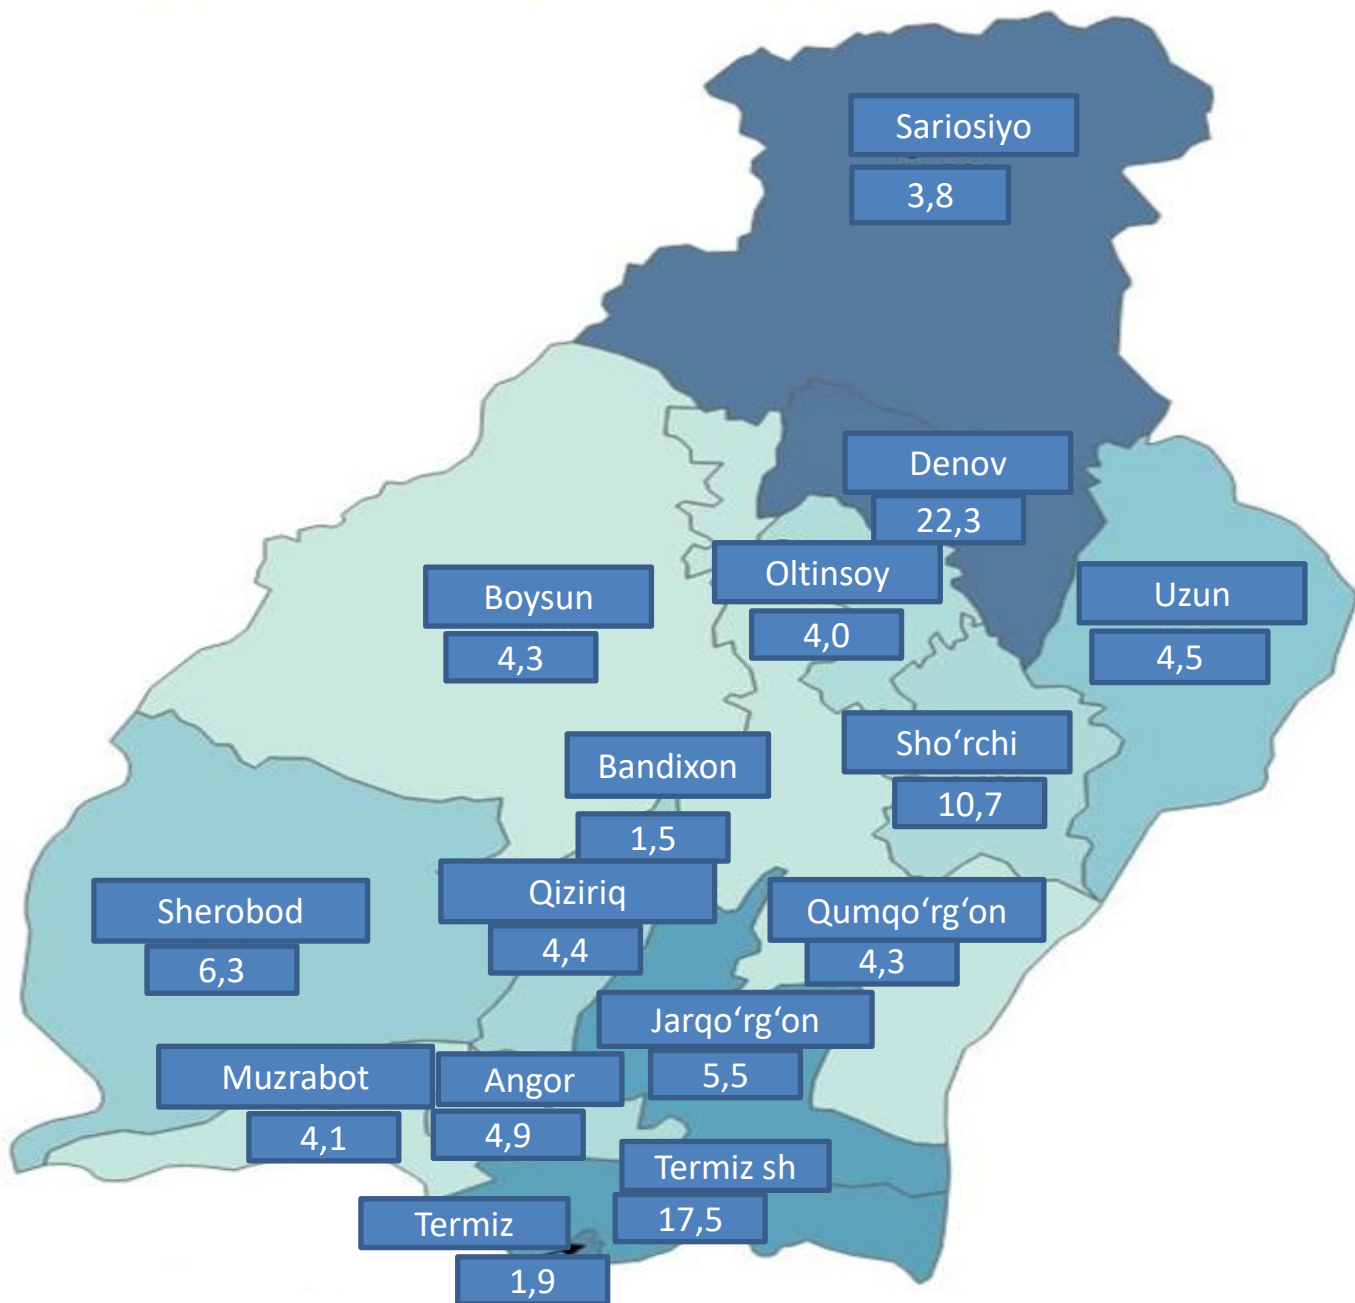 Sariosiyo
3,8
Denov
22,3
Oltinsoy
4,0
Boysun
4,3
Uzun
4,5
Sho‘rchi
10,7
Bandixon
1,5
Qiziriq
4,4
Sherobod
6,3
Qumqo‘rg‘on
4,3
Jarqo‘rg‘on
5,5
Muzrabot
4,1
Angor
4,9
Termiz sh
17,5
Termiz
1,9